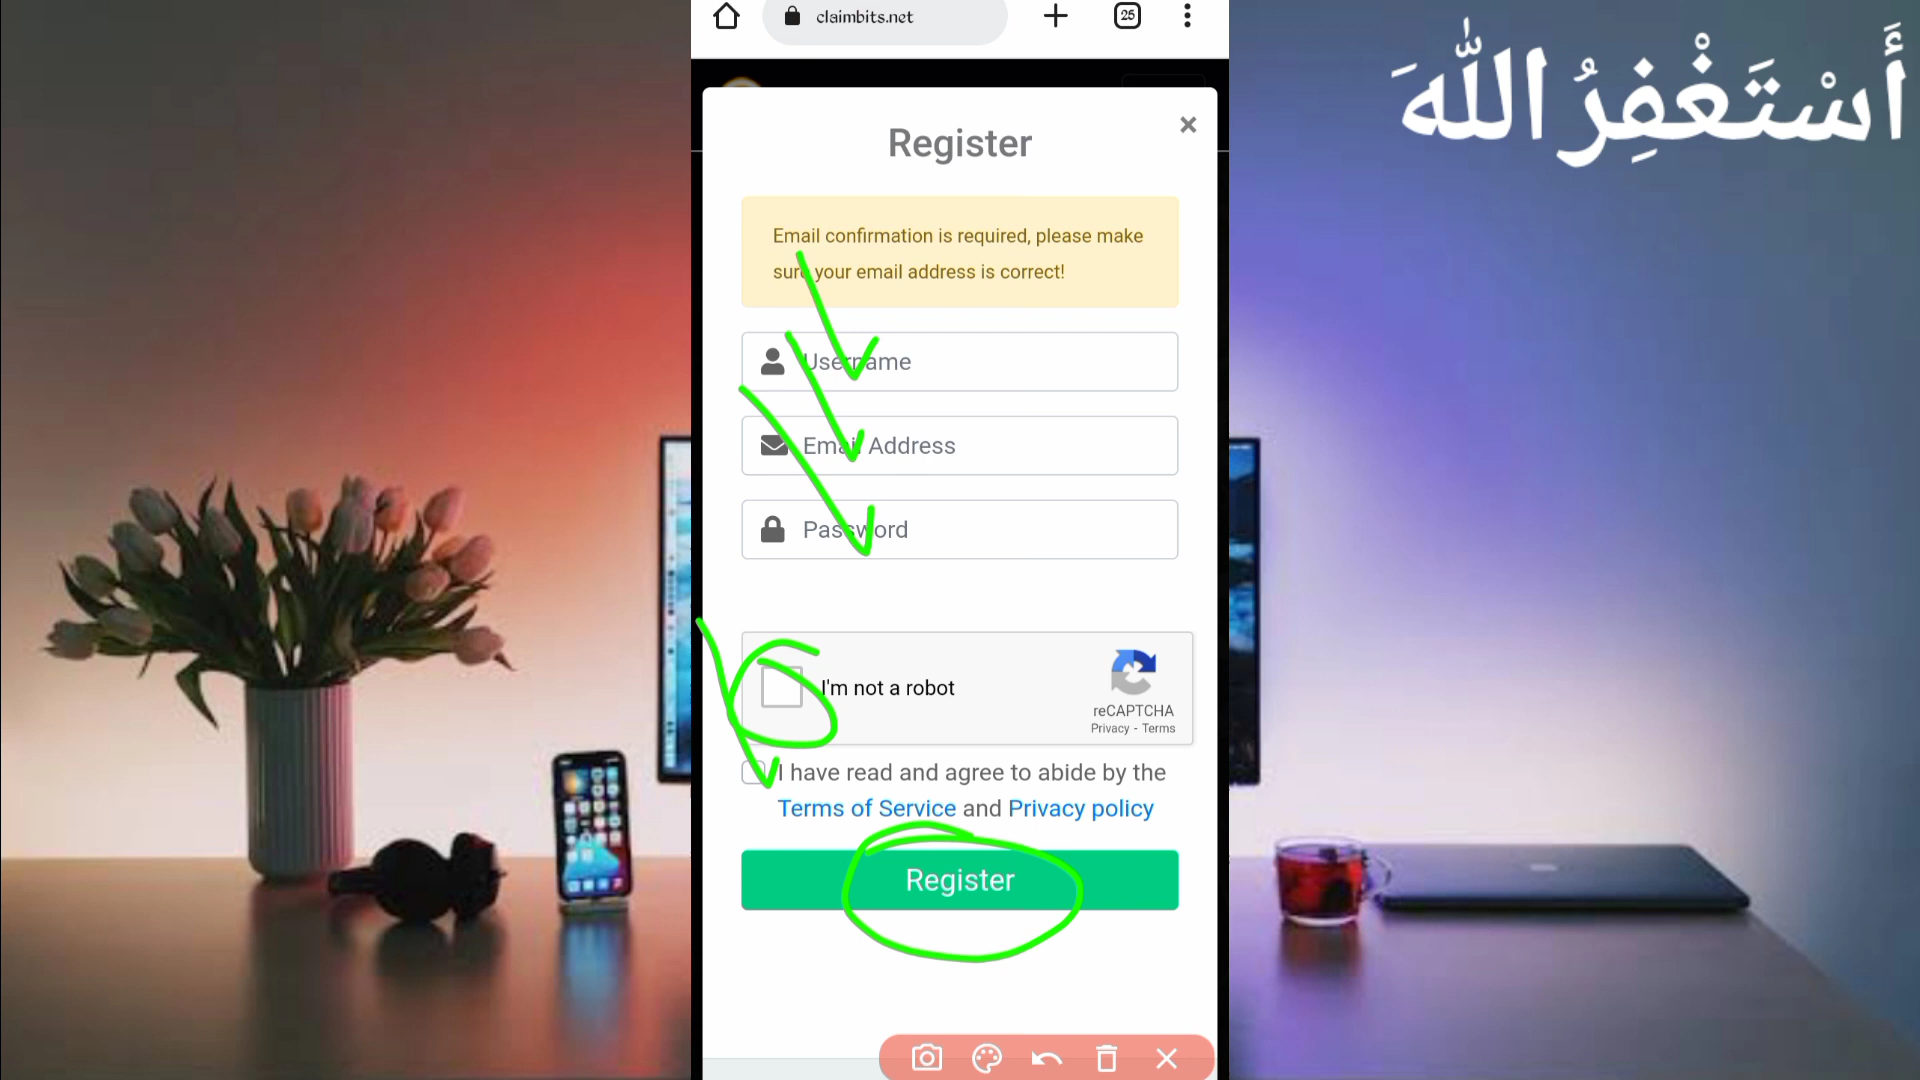 claimbits.net
25
أَسْتَغْفِرُ اللّٰهَ
Register
Email confirmation is required, please make
sure your email address is correct!
Username
Email Address
Password
I'm not a robot
reCAPTCHA
Privacy - Terms
I have read and agree to abide by the
Terms of Service and Privacy policy
Register